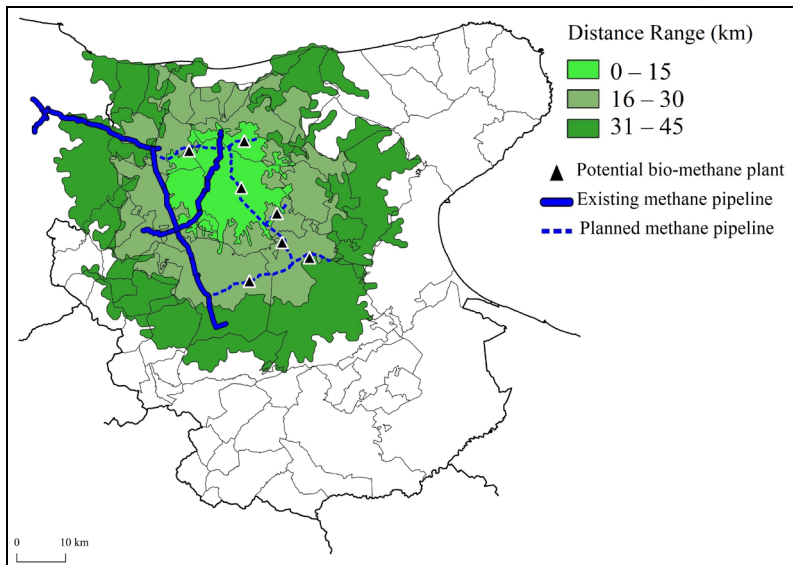 Distance Range (km)
0 – 15
16 – 30
31 – 45
Potential bio-methane plant
Existing methane pipeline
Planned methane pipeline
0 10 km